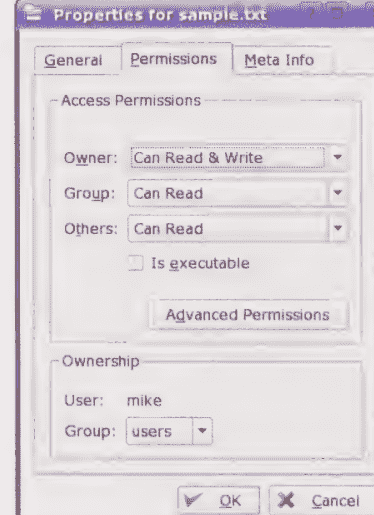 Properties for sample.txt
General Permissions Meta Info
Access Permissions
Owner: Can Read & Write
Group: Can Read
Others: Can Read
Is executable
Advanced Permissions
Ownership
User: mike
Group: users
OK Cancel